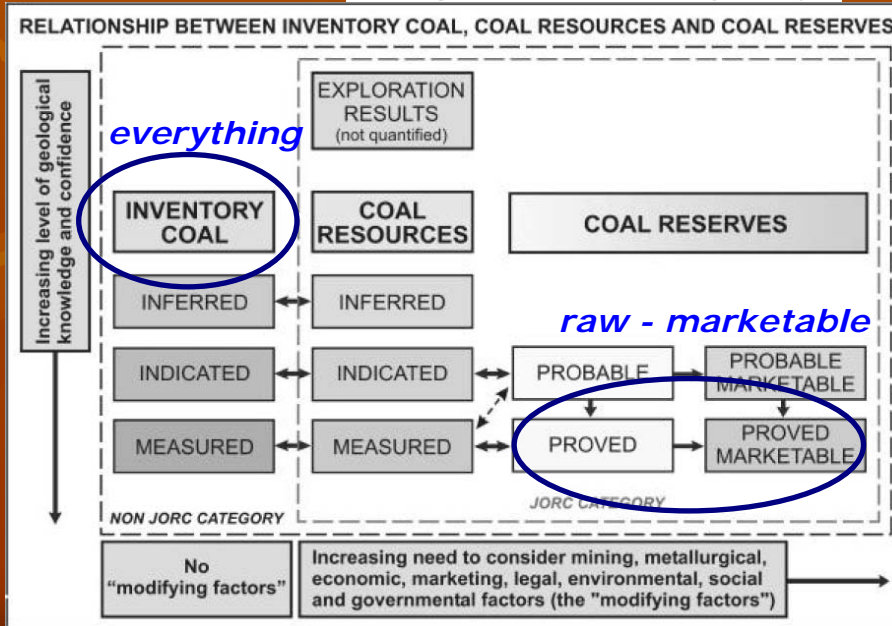 RELATIONSHIP BETWEEN INVENTORY COAL, COAL RESOURCES AND COAL RESERVES
Increasing level of geological
knowledge and confidence
EXPLORATION
RESULTS
(not quantified)
everything
INVENTORY
COAL
COAL
RESOURCES
COAL RESERVES
INFERRED
INFERRED
raw - marketable
INDICATED
INDICATED
PROBABLE
PROBABLE
MARKETABLE
MEASURED
MEASURED
PROVED
PROVED
MARKETABLE
JORC CATEGORY
NON JORC CATEGORY
No
"modifying factors"
Increasing need to consider mining, metallurgical,
economic, marketing, legal, environmental, social
and governmental factors (the "modifying factors")